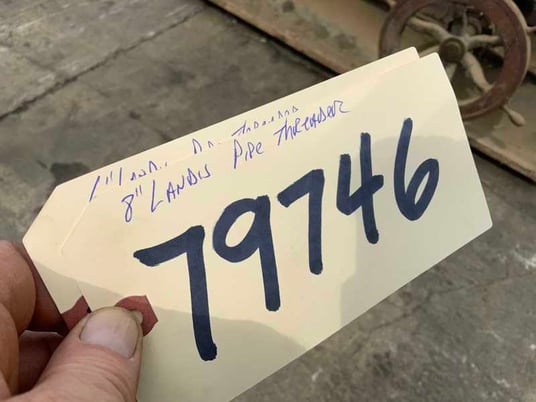 8" LANDIS PIPE THREADER
79746